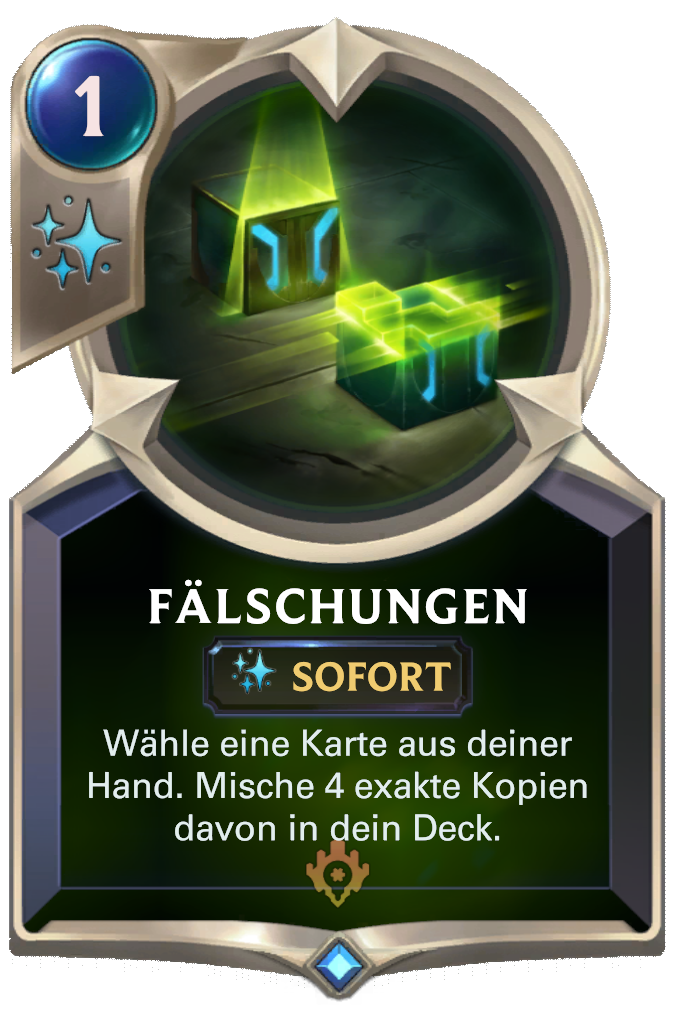 1
FÄLSCHUNGEN
SOFORT
Wähle eine Karte aus deiner
Hand. Mische 4 exakte Kopien
davon in dein Deck.